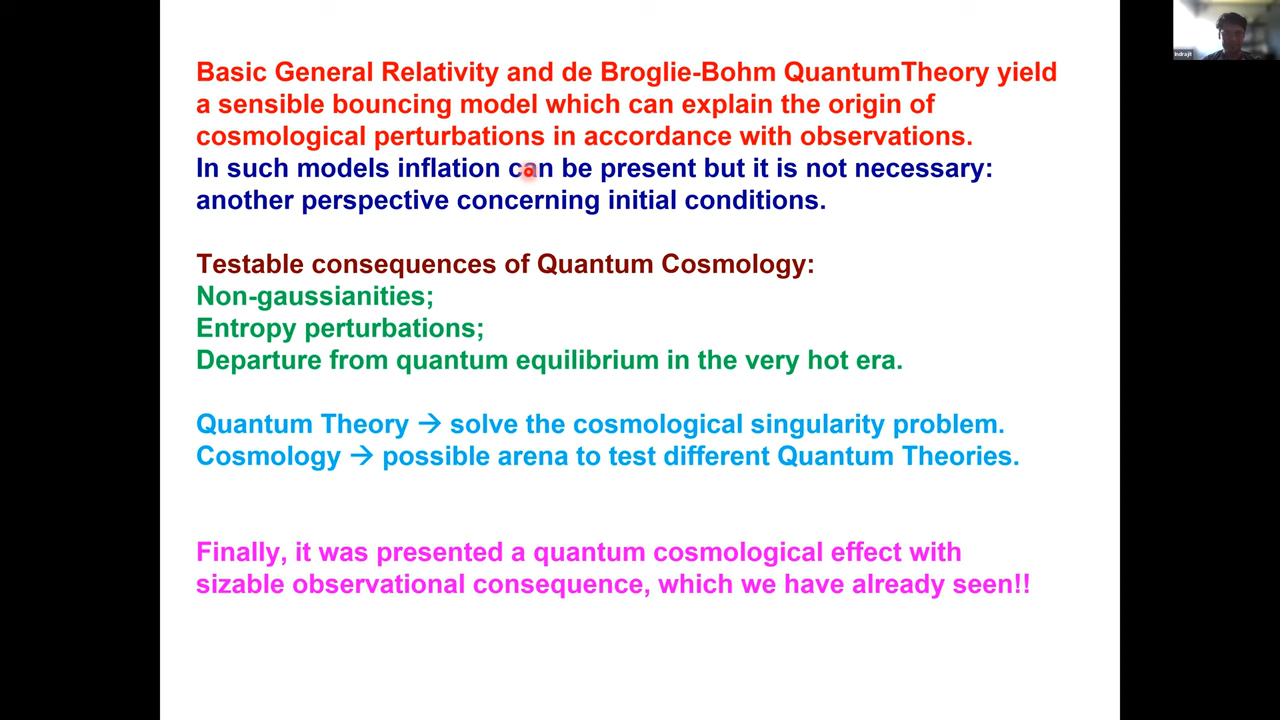 Basic General Relativity and de Broglie-Bohm QuantumTheory yield
a sensible bouncing model which can explain the origin of
cosmological perturbations in accordance with observations.
In such models inflation can be present but it is not necessary:
another perspective concerning initial conditions.
Testable consequences of Quantum Cosmology:
Non-gaussianities;
Entropy perturbations;
Departure from quantum equilibrium in the very hot era.
Quantum Theory → solve the cosmological singularity problem.
Cosmology → possible arena to test different Quantum Theories.
Finally, it was presented a quantum cosmological effect with
sizable observational consequence, which we have already seen!!
Indrajit